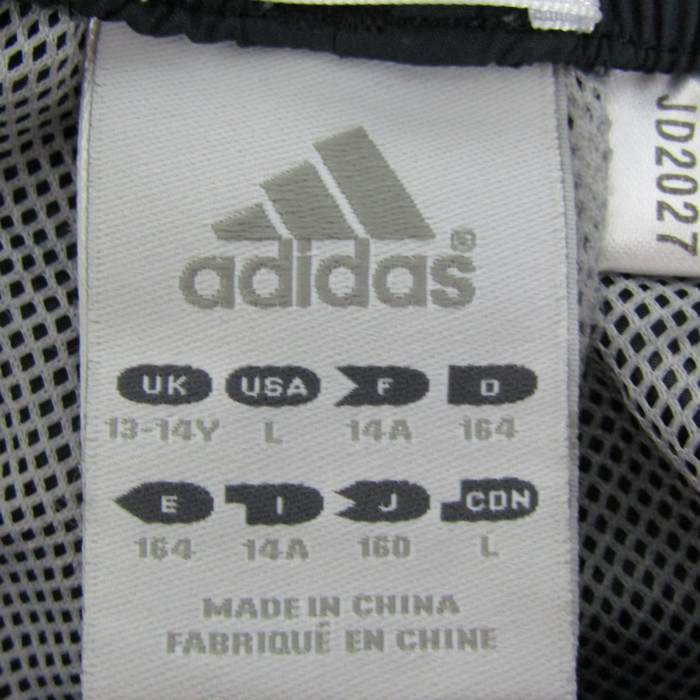 adidas®
UK USA F D
13-14Y L 14A 164
E I J CDN
164 14A 160 L
MADE IN CHINA
FABRIQUÉ EN CHINE
JD2027